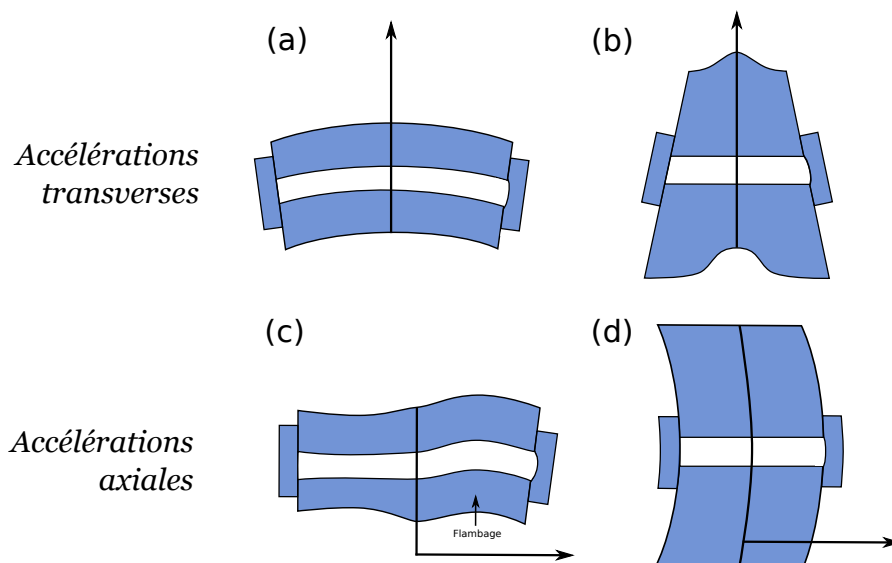 (a)
(b)
Accélérations
transverses
(c)
(d)
Accélérations
axiales
Flambage